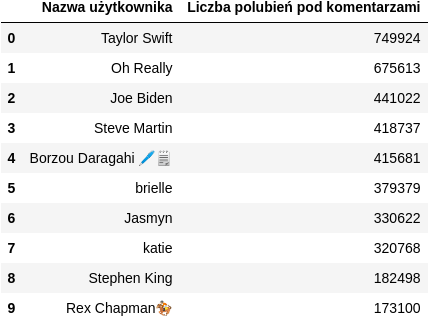 Nazwa użytkownika Liczba polubień pod komentarzami
0 Taylor Swift 749924
1 Oh Really 675613
2 Joe Biden 441022
3 Steve Martin 418737
4 Borzou Daragahi 🖊🗒 415681
5 brielle 379379
6 Jasmyn 330622
7 katie 320768
8 Stephen King 182498
9 Rex Chapman🏇🏼 173100